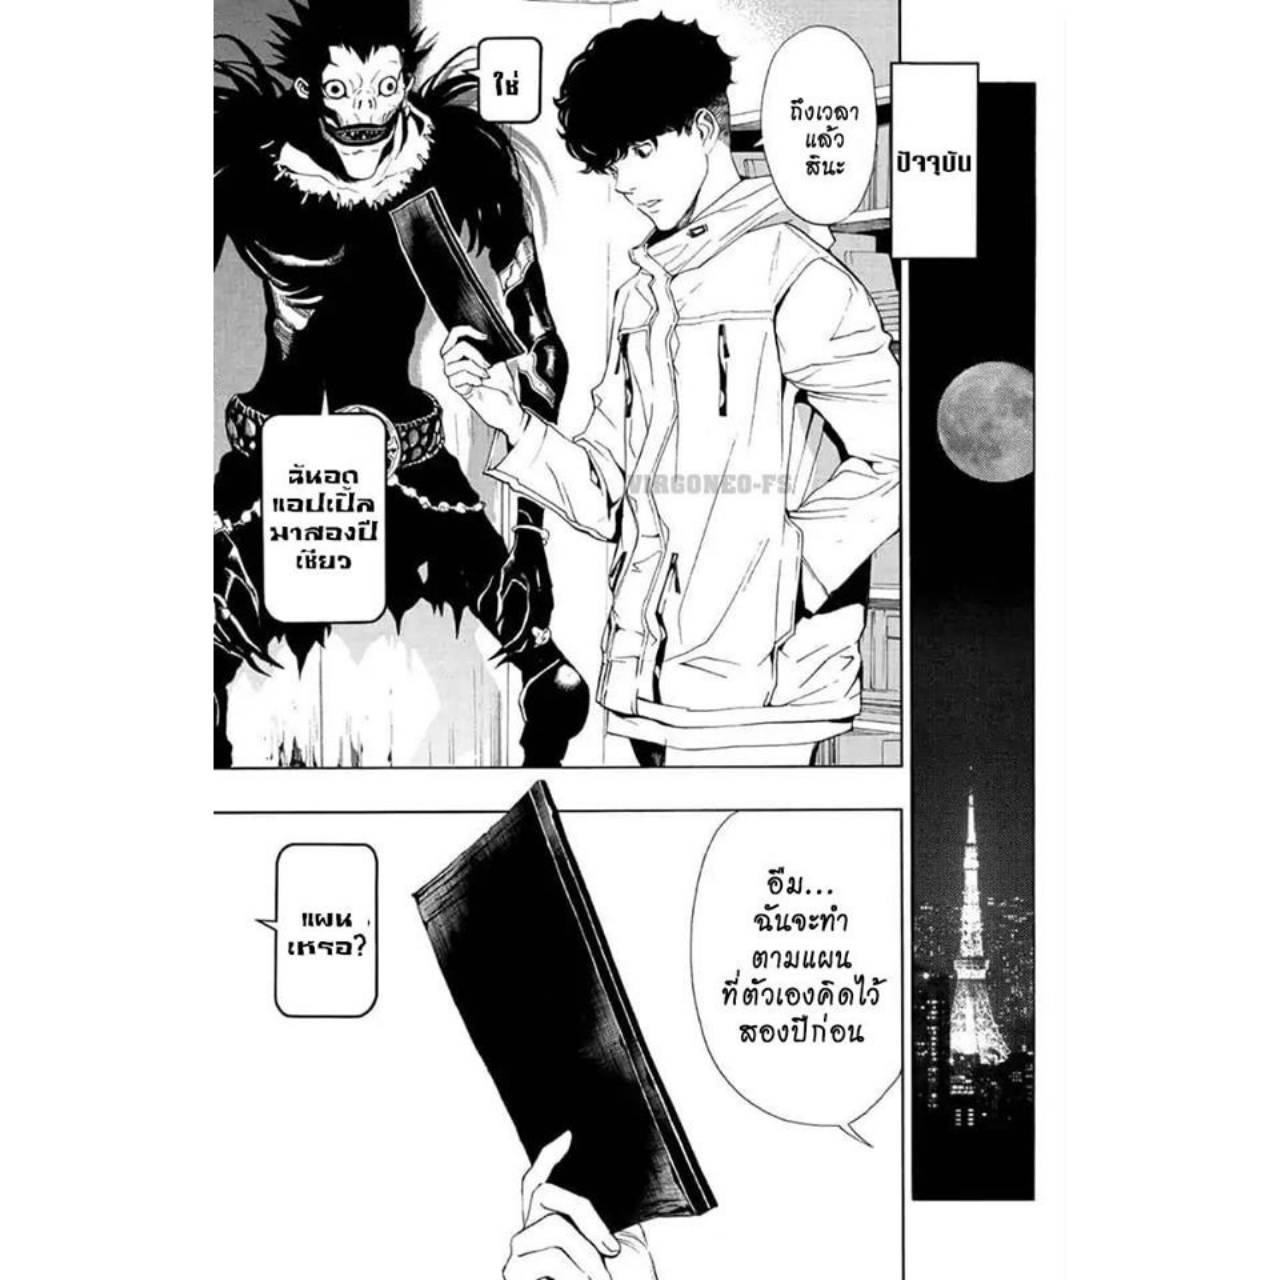 ปัจจุบัน
ถึงเวลา
แล้ว
สินะ
ใช่
ฉันอด
แอปเปิ้ล
มาสองปี
เชียว
VIRGONEO-FS
อืม...
ฉันจะทำ
ตามแผน
ที่ตัวเองคิดไว้
สองปีก่อน
แผน
เหรอ?